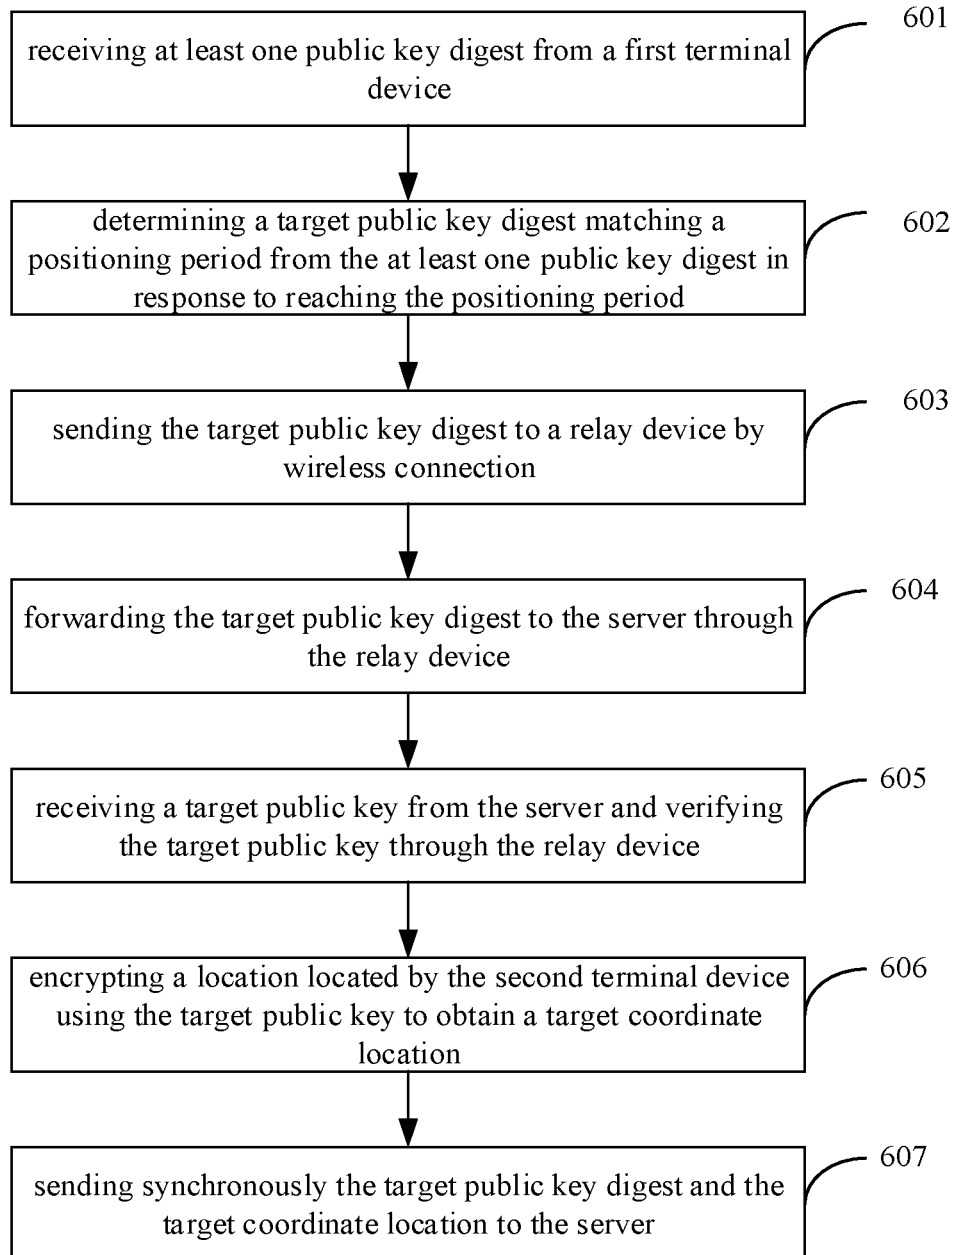 receiving at least one public key digest from a first terminal
device
601
determining a target public key digest matching a
positioning period from the at least one public key digest in
response to reaching the positioning period
602
sending the target public key digest to a relay device by
wireless connection
603
forwarding the target public key digest to the server through
the relay device
604
receiving a target public key from the server and verifying
the target public key through the relay device
605
encrypting a location located by the second terminal device
using the target public key to obtain a target coordinate
location
606
sending synchronously the target public key digest and the
target coordinate location to the server
607